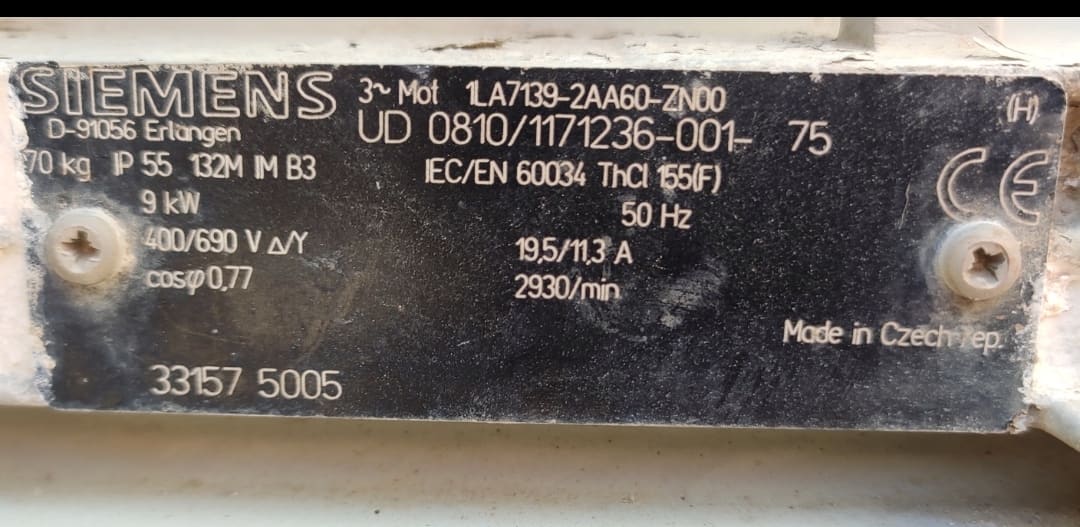 SIEMENS
3~ Mot 1LA7139-2AA60-ZN00
(H)
D-91056 Erlangen
UD 0810/1171236-001- 75
70 kg IP 55 132M IM B3
IEC/EN 60034 ThCl 155(F)
CE
9 kW
50 Hz
400/690 V Δ/Y
19,5/11,3 A
cosφ 0,77
2930/min
Made in Czech rep.
33157 5005